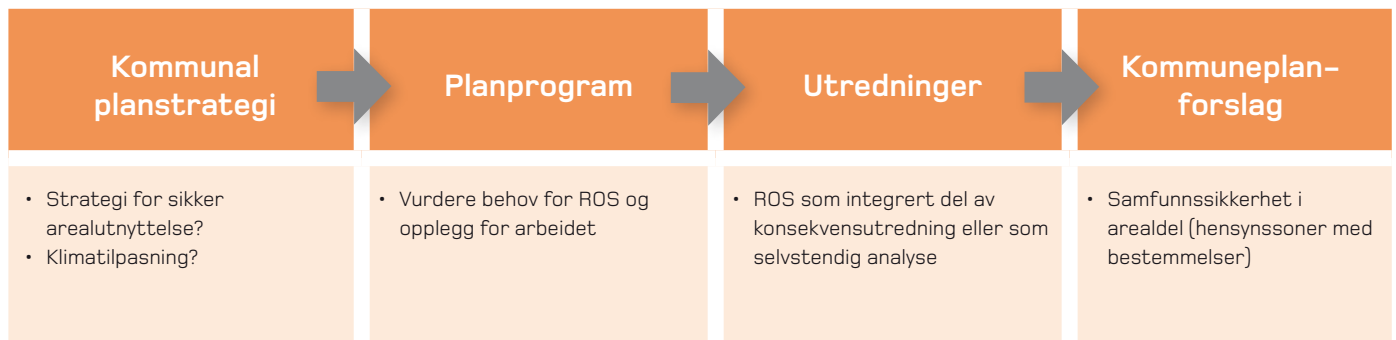 Kommunal
planstrategi
Planprogram
Utredninger
Kommuneplan-
forslag
• Strategi for sikker
arealutnyttelse?
• Klimatilpasning?
• Vurdere behov for ROS og
opplegg for arbeidet
• ROS som integrert del av
konsekvensutredning eller som
selvstendig analyse
• Samfunnssikkerhet i
arealdel (hensynssoner med
bestemmelser)